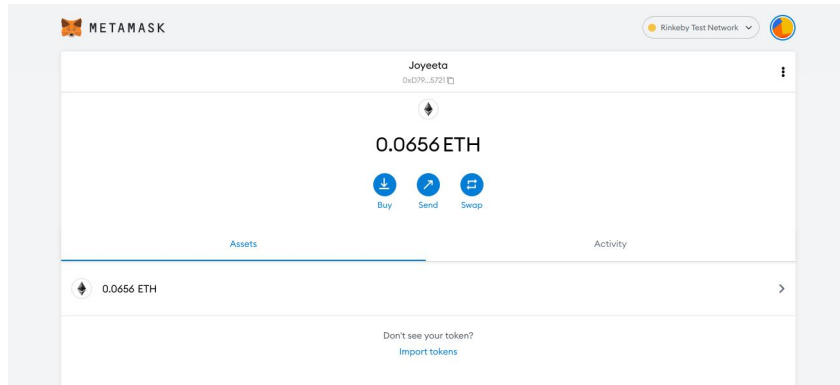 METAMASK
Rinkeby Test Network
Joyeeta
0xD79...5721
0.0656 ETH
Buy Send Swap
Assets Activity
0.0656 ETH
Don't see your token?
Import tokens